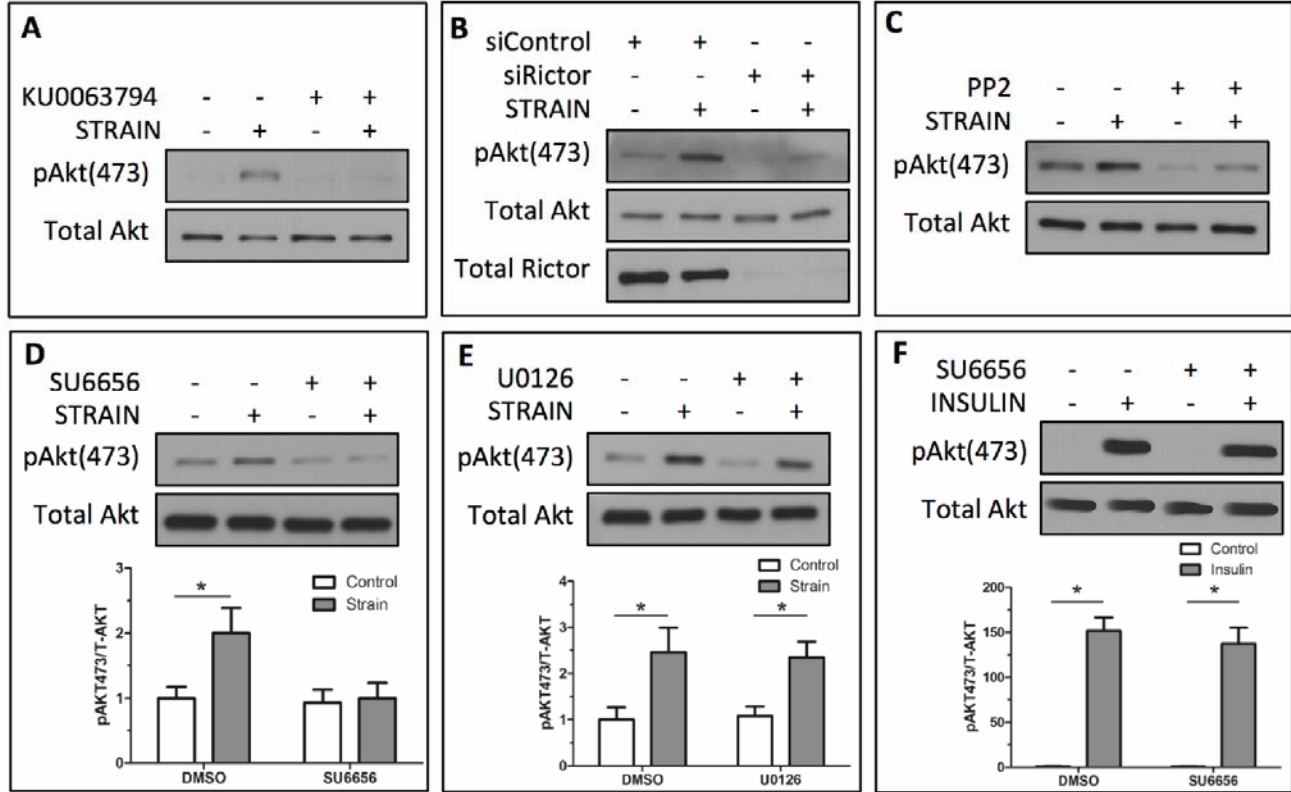 A
KU0063794 - - + +
STRAIN - + - +
pAkt(473)
Total Akt
B
siControl + + - -
siRictor - - + +
STRAIN - + - +
pAkt(473)
Total Akt
Total Rictor
C
PP2 - - + +
STRAIN - + - +
pAkt(473)
Total Akt
D
SU6656 - - + +
STRAIN - + - +
pAkt(473)
Total Akt
pAKT473/T-AKT
3
2
1
0
*
Control
Strain
DMSO SU6656
E
U0126 - - + +
STRAIN - + - +
pAkt(473)
Total Akt
pAKT473/T-AKT
4
3
2
1
0
* *
Control
Strain
DMSO U0126
F
SU6656 - - + +
INSULIN - + - +
pAkt(473)
Total Akt
pAKT473/T-AKT
200
150
100
50
0
* *
Control
Insulin
DMSO SU6656